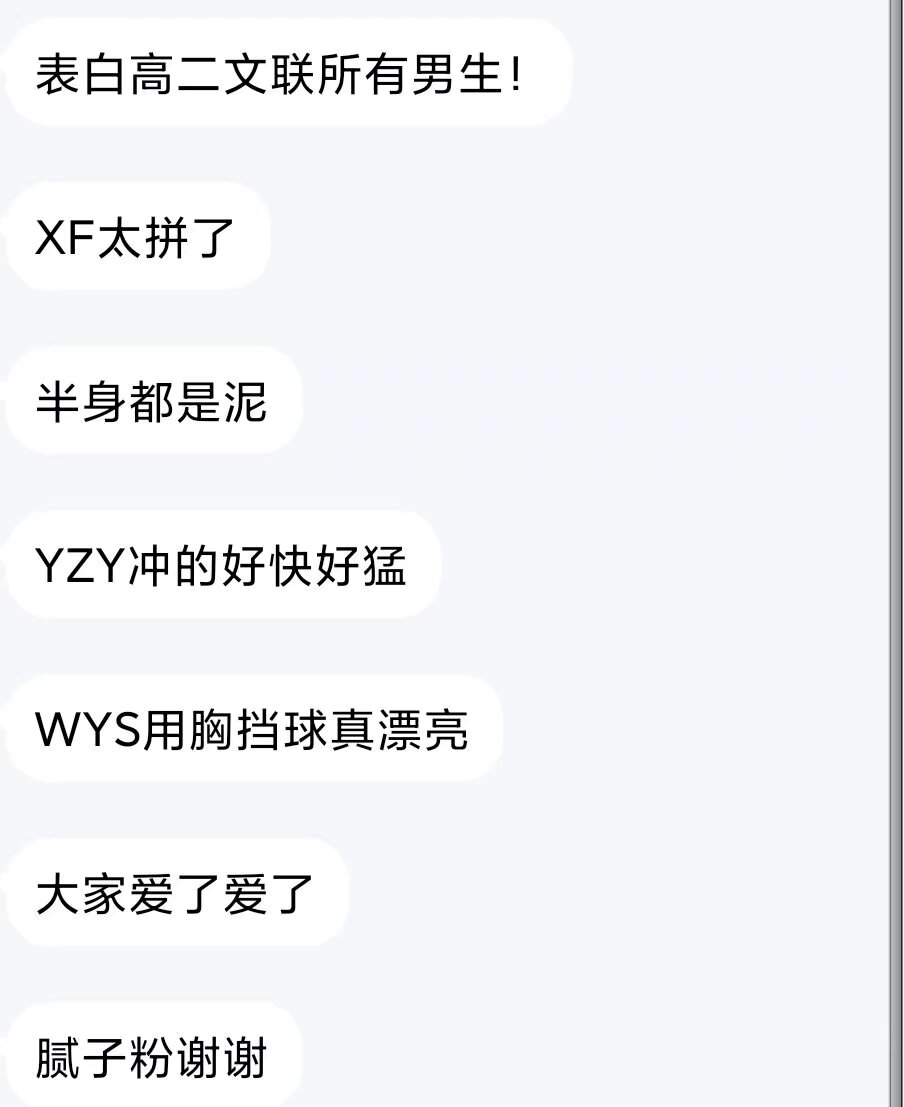 表白高二文联所有男生！
XF太拼了
半身都是泥
YZY冲的好快好猛
WYS用胸挡球真漂亮
大家爱了爱了
腻子粉谢谢